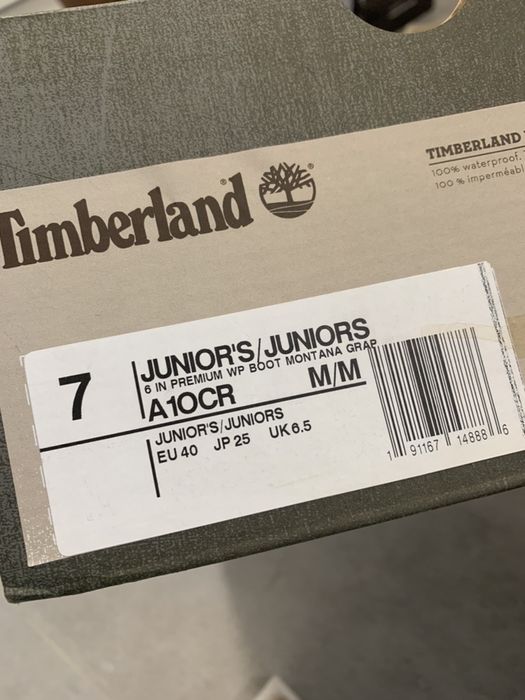 Timberland®
TIMBERLAND
100% waterproof.
100 % imperméabl
7
JUNIOR'S/JUNIORS
6 IN PREMIUM WP BOOT MONTANA GRAP
A1OCR M/M
JUNIOR'S/JUNIORS
EU 40 JP 25 UK 6.5
1 91167 14888 6